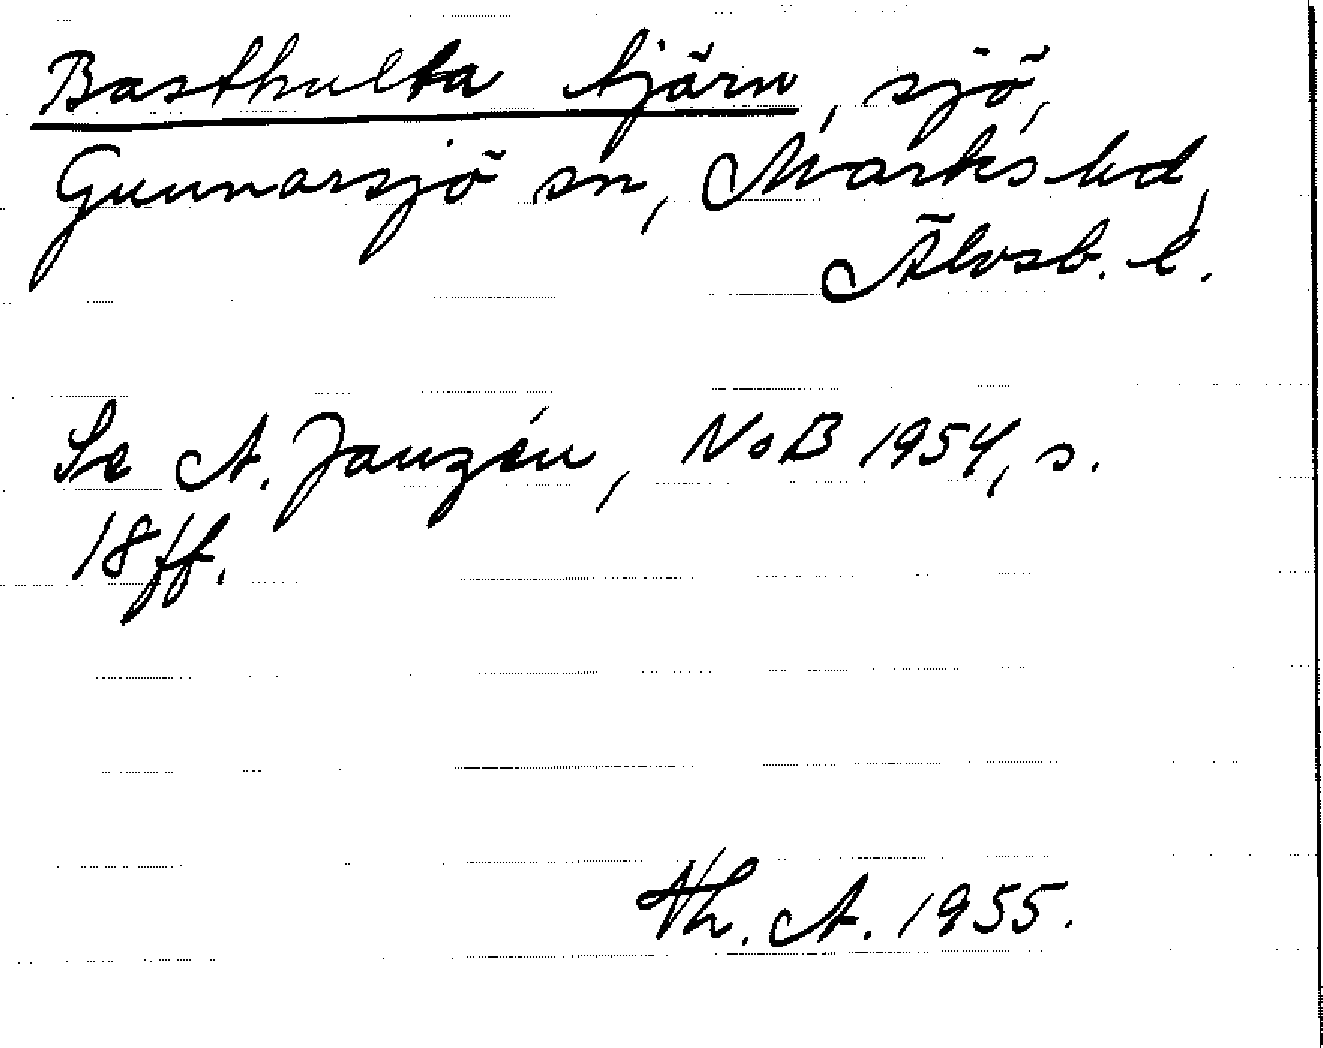 Basthulta tjärn, sjö,
Gunnarsjö sn, Marks hd,
Älvsb. l.
Se A. Janzén, NoB 1954, s.
18 ff.
Th. A. 1955.